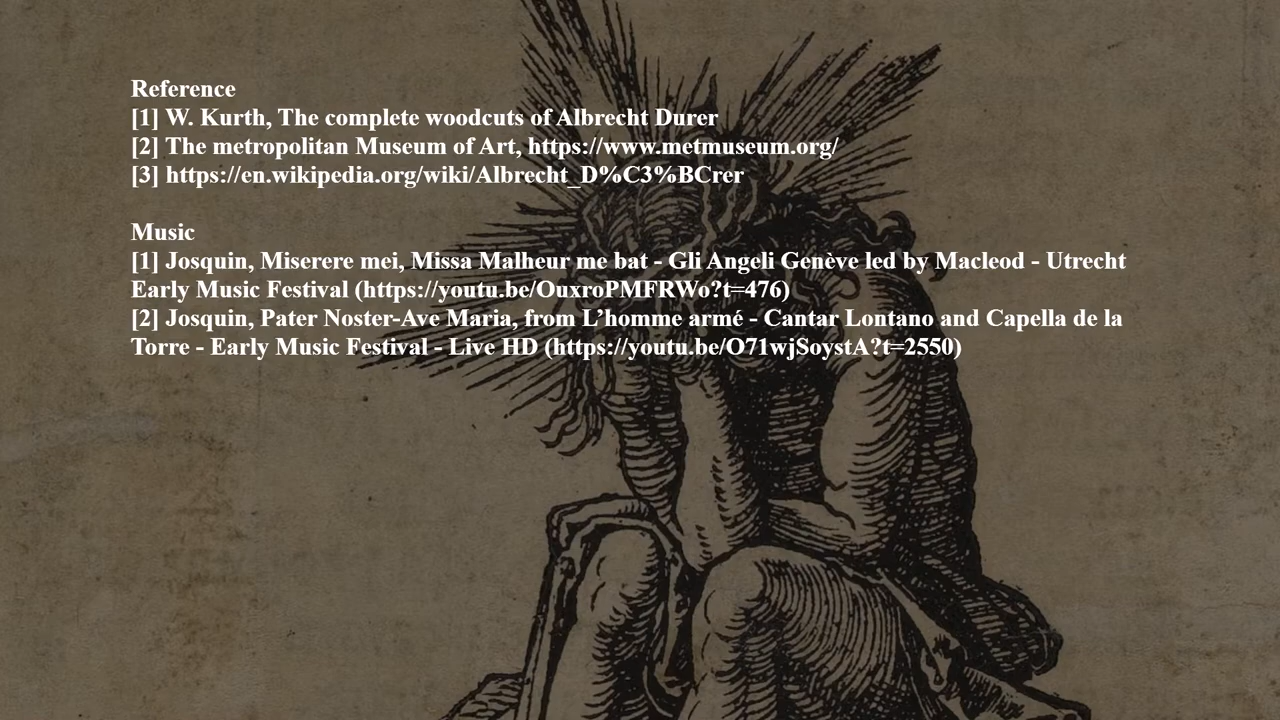 Reference
[1] W. Kurth, The complete woodcuts of Albrecht Durer
[2] The metropolitan Museum of Art, https://www.metmuseum.org/
[3] https://en.wikipedia.org/wiki/Albrecht_D%C3%BCrer
Music
[1] Josquin, Miserere mei, Missa Malheur me bat - Gli Angeli Genève led by Macleod - Utrecht
Early Music Festival (https://youtu.be/OuxroPMFRWo?t=476)
[2] Josquin, Pater Noster-Ave Maria, from L’homme armé - Cantar Lontano and Capella de la
Torre - Early Music Festival - Live HD (https://youtu.be/O71wjSoystA?t=2550)